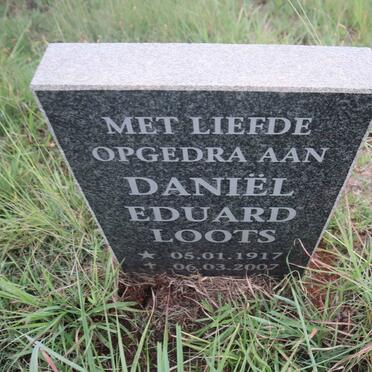 MET LIEFDE
OPGEDRA AAN
DANIËL
EDUARD
LOOTS
★ 05.01.1917
✝ 06.03.2007